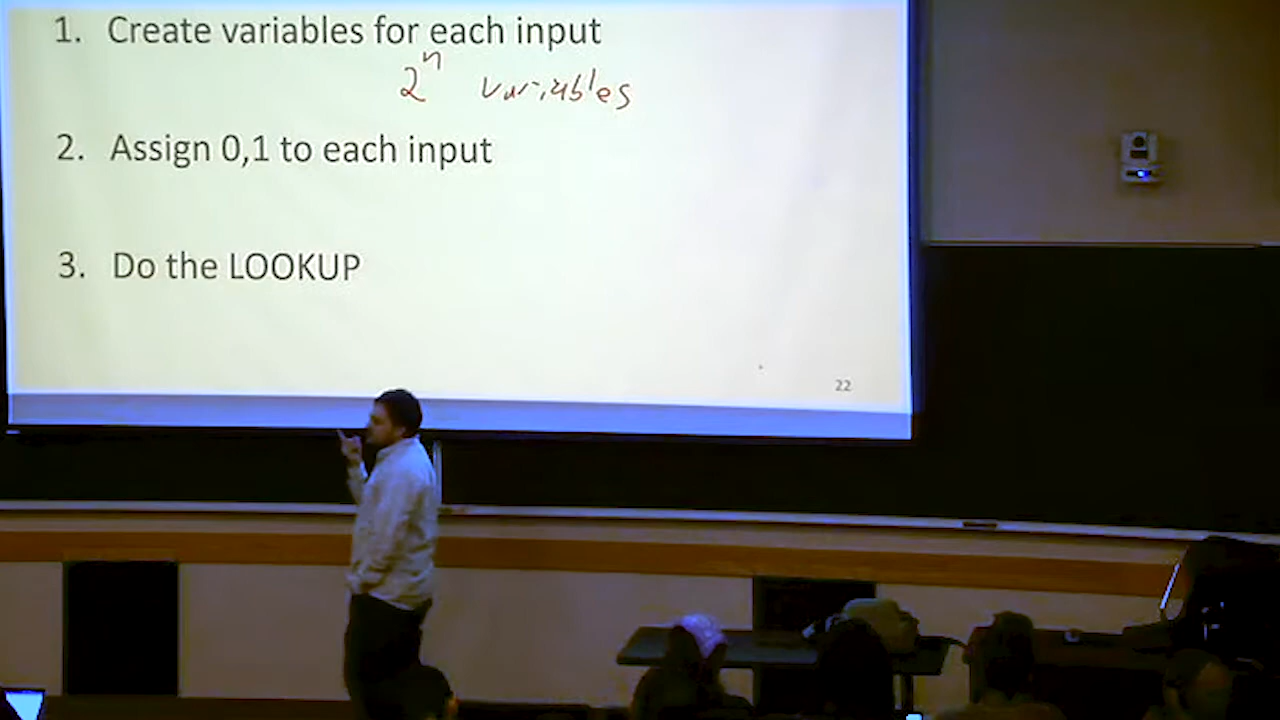 1. Create variables for each input
2ⁿ variables
2. Assign 0,1 to each input
3. Do the LOOKUP
22